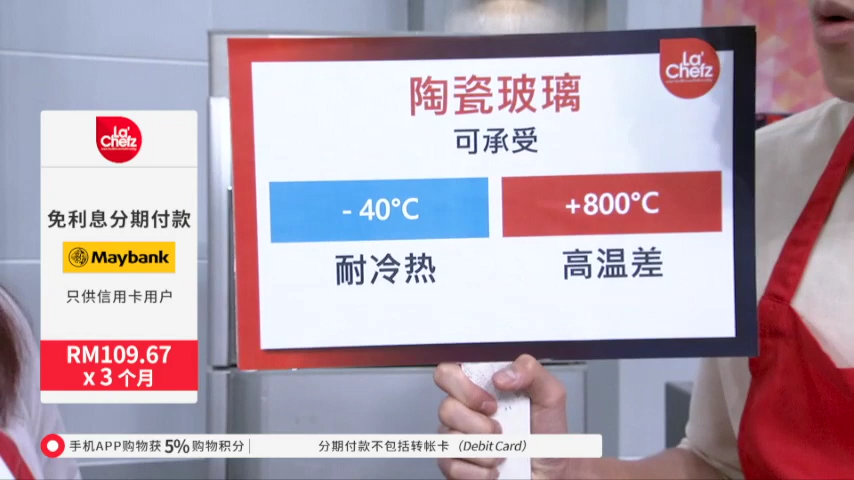 La'
Chefz
陶瓷玻璃
可承受
- 40°C
+800°C
耐冷热
高温差
La'
Chefz
免利息分期付款
Maybank
只供信用卡用户
RM109.67
x 3 个月
手机APP购物获 5% 购物积分
分期付款不包括转帐卡 (Debit Card)